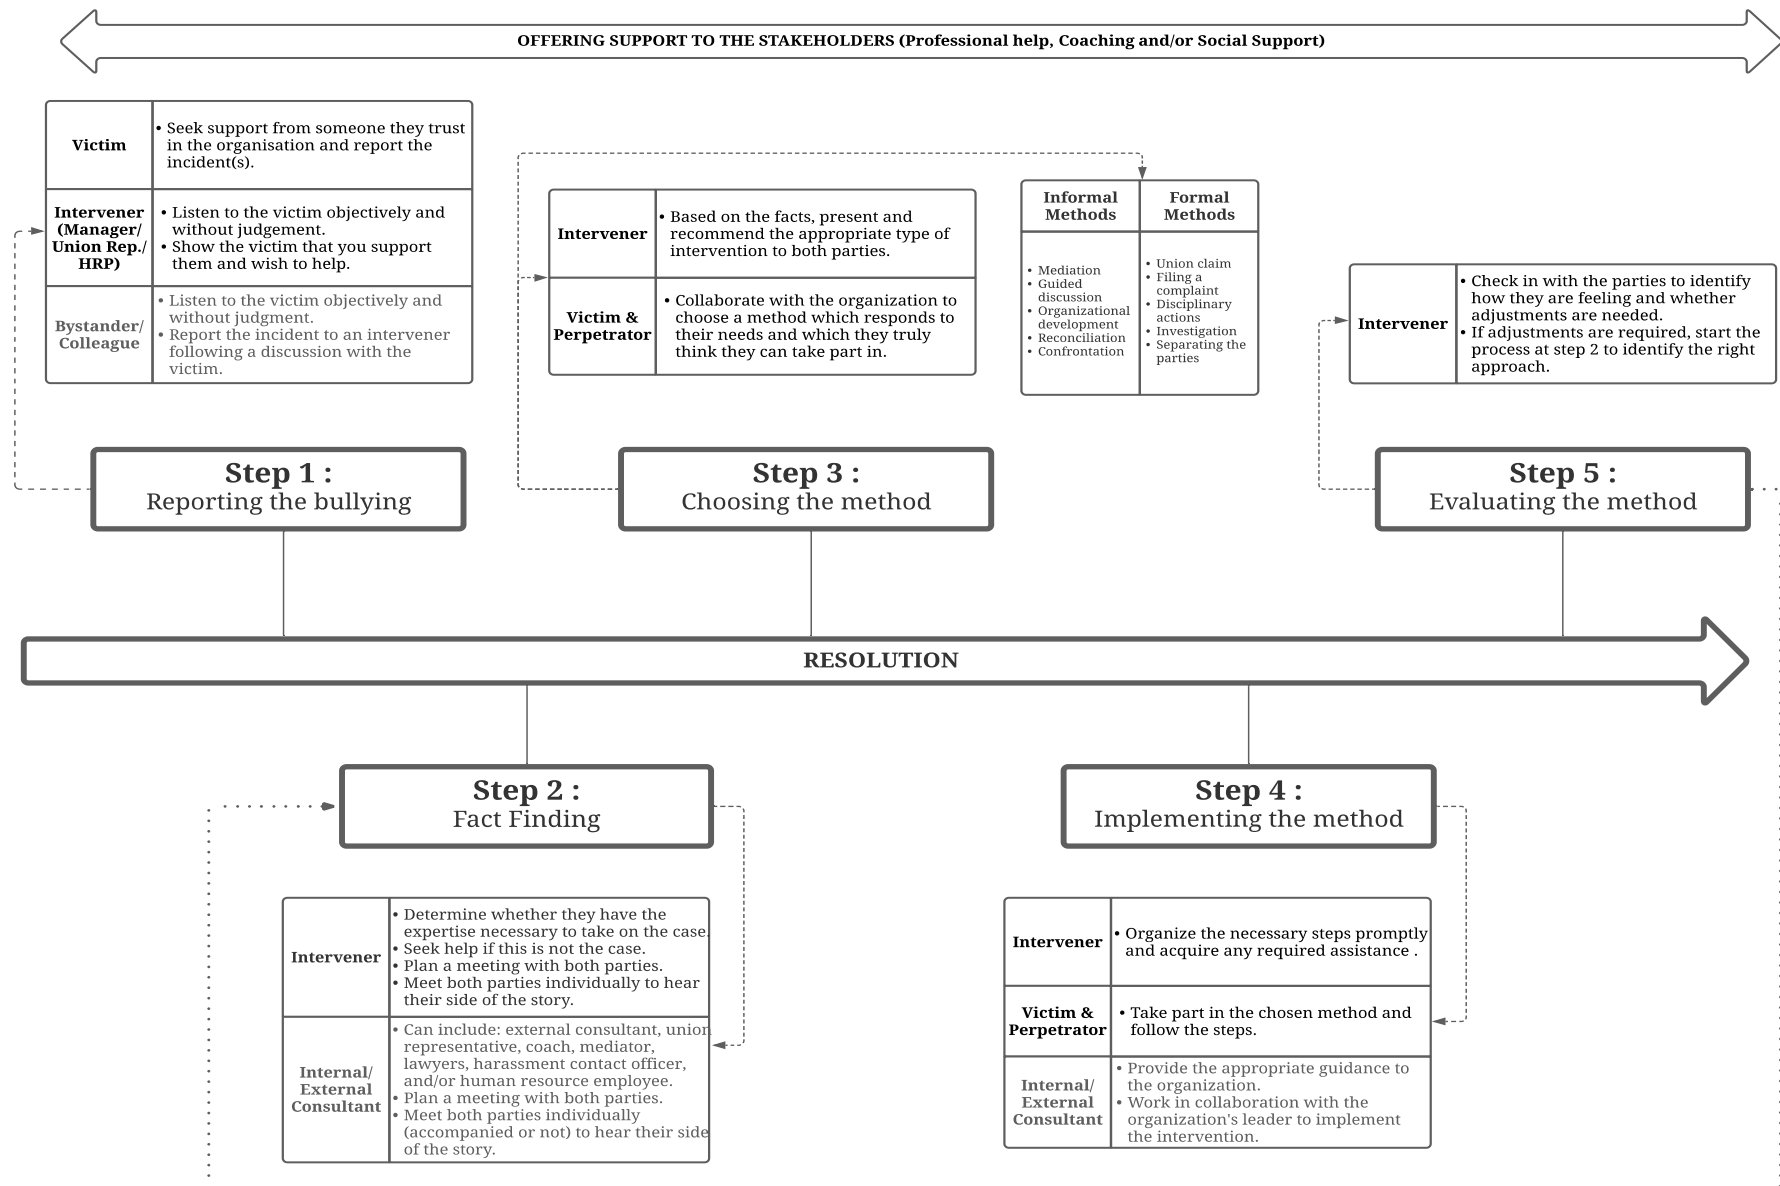 OFFERING SUPPORT TO THE STAKEHOLDERS (Professional help, Coaching and/or Social Support)
Victim
• Seek support from someone they trust
in the organisation and report the
incident(s).
Intervener
(Manager/
Union Rep./
HRP)
• Listen to the victim objectively and
without judgement.
• Show the victim that you support
them and wish to help.
Bystander/
Colleague
• Listen to the victim objectively and
without judgment.
• Report the incident to an intervener
following a discussion with the
victim.
Step 1 :
Reporting the bullying
Intervener
• Based on the facts, present and
recommend the appropriate type of
intervention to both parties.
Victim &
Perpetrator
• Collaborate with the organization to
choose a method which responds to
their needs and which they truly
think they can take part in.
Informal
Methods
• Mediation
• Guided
discussion
• Organizational
development
• Reconciliation
• Confrontation
Formal
Methods
• Union claim
• Filing a
complaint
• Disciplinary
actions
• Investigation
• Separating the
parties
Step 3 :
Choosing the method
Intervener
• Check in with the parties to identify
how they are feeling and whether
adjustments are needed.
• If adjustments are required, start the
process at step 2 to identify the right
approach.
Step 5 :
Evaluating the method
RESOLUTION
Step 2 :
Fact Finding
Intervener
• Determine whether they have the
expertise necessary to take on the case.
• Seek help if this is not the case.
• Plan a meeting with both parties.
• Meet both parties individually to hear
their side of the story.
Internal/
External
Consultant
• Can include: external consultant, union
representative, coach, mediator,
lawyers, harassment contact officer,
and/or human resource employee.
• Plan a meeting with both parties.
• Meet both parties individually
(accompanied or not) to hear their side
of the story.
Step 4 :
Implementing the method
Intervener
• Organize the necessary steps promptly
and acquire any required assistance .
Victim &
Perpetrator
• Take part in the chosen method and
follow the steps.
Internal/
External
Consultant
• Provide the appropriate guidance to
the organization.
• Work in collaboration with the
organization's leader to implement
the intervention.